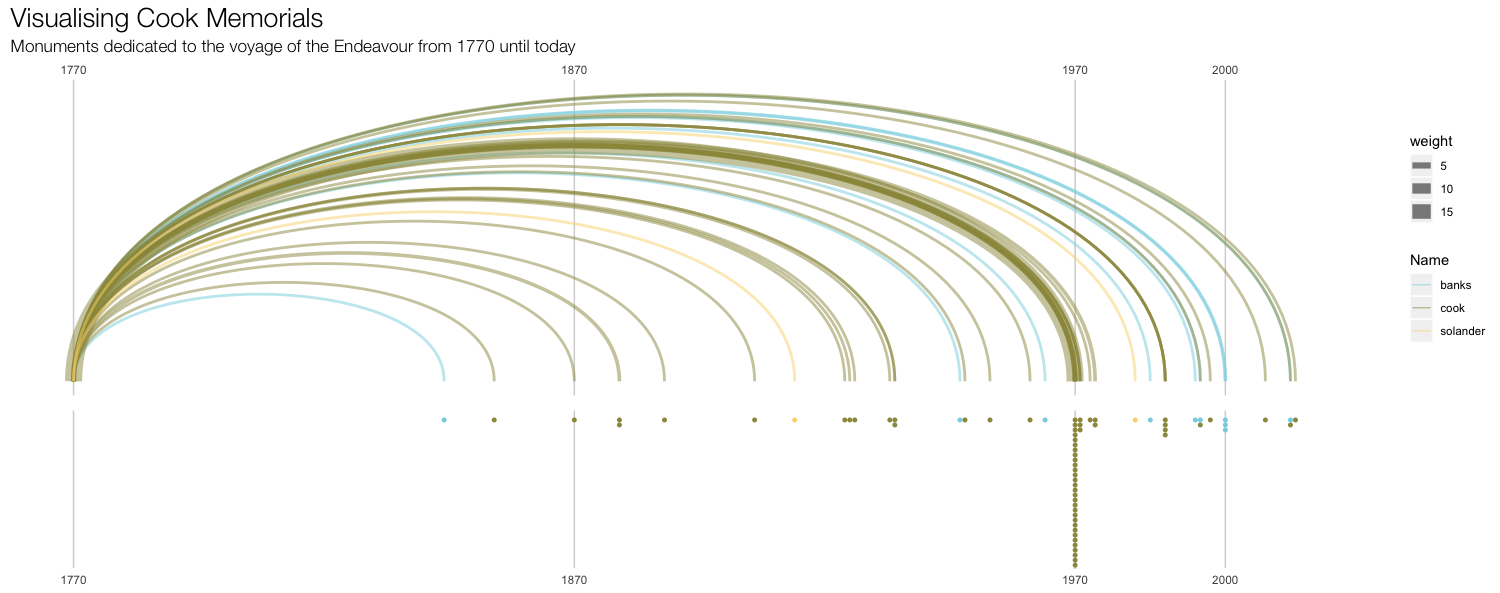 Visualising Cook Memorials
Monuments dedicated to the voyage of the Endeavour from 1770 until today
1770 1870 1970 2000
weight
5
10
15
Name
banks
cook
solander
1770 1870 1970 2000